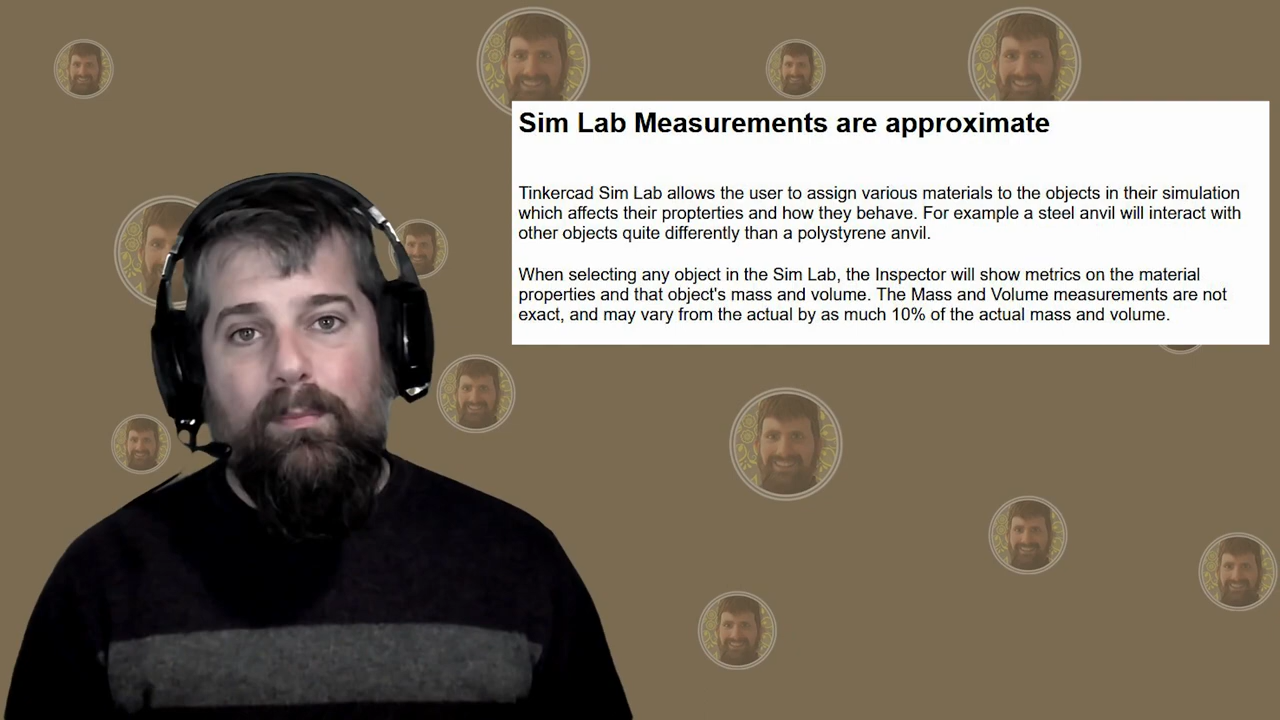 Sim Lab Measurements are approximate
Tinkercad Sim Lab allows the user to assign various materials to the objects in their simulation
which affects their propterties and how they behave. For example a steel anvil will interact with
other objects quite differently than a polystyrene anvil.
When selecting any object in the Sim Lab, the Inspector will show metrics on the material
properties and that object's mass and volume. The Mass and Volume measurements are not
exact, and may vary from the actual by as much 10% of the actual mass and volume.